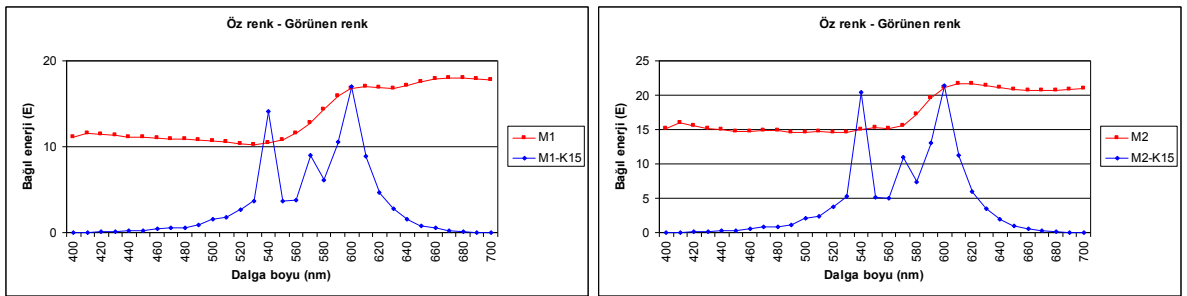 Öz renk - Görünen renk
Bağıl enerji (E)
20
10
0
400 420 440 460 480 500 520 540 560 580 600 620 640 660 680 700
Dalga boyu (nm)
M1
M1-K15
Öz renk - Görünen renk
Bağıl enerji (E)
25
20
15
10
5
0
400 420 440 460 480 500 520 540 560 580 600 620 640 660 680 700
Dalga boyu (nm)
M2
M2-K15